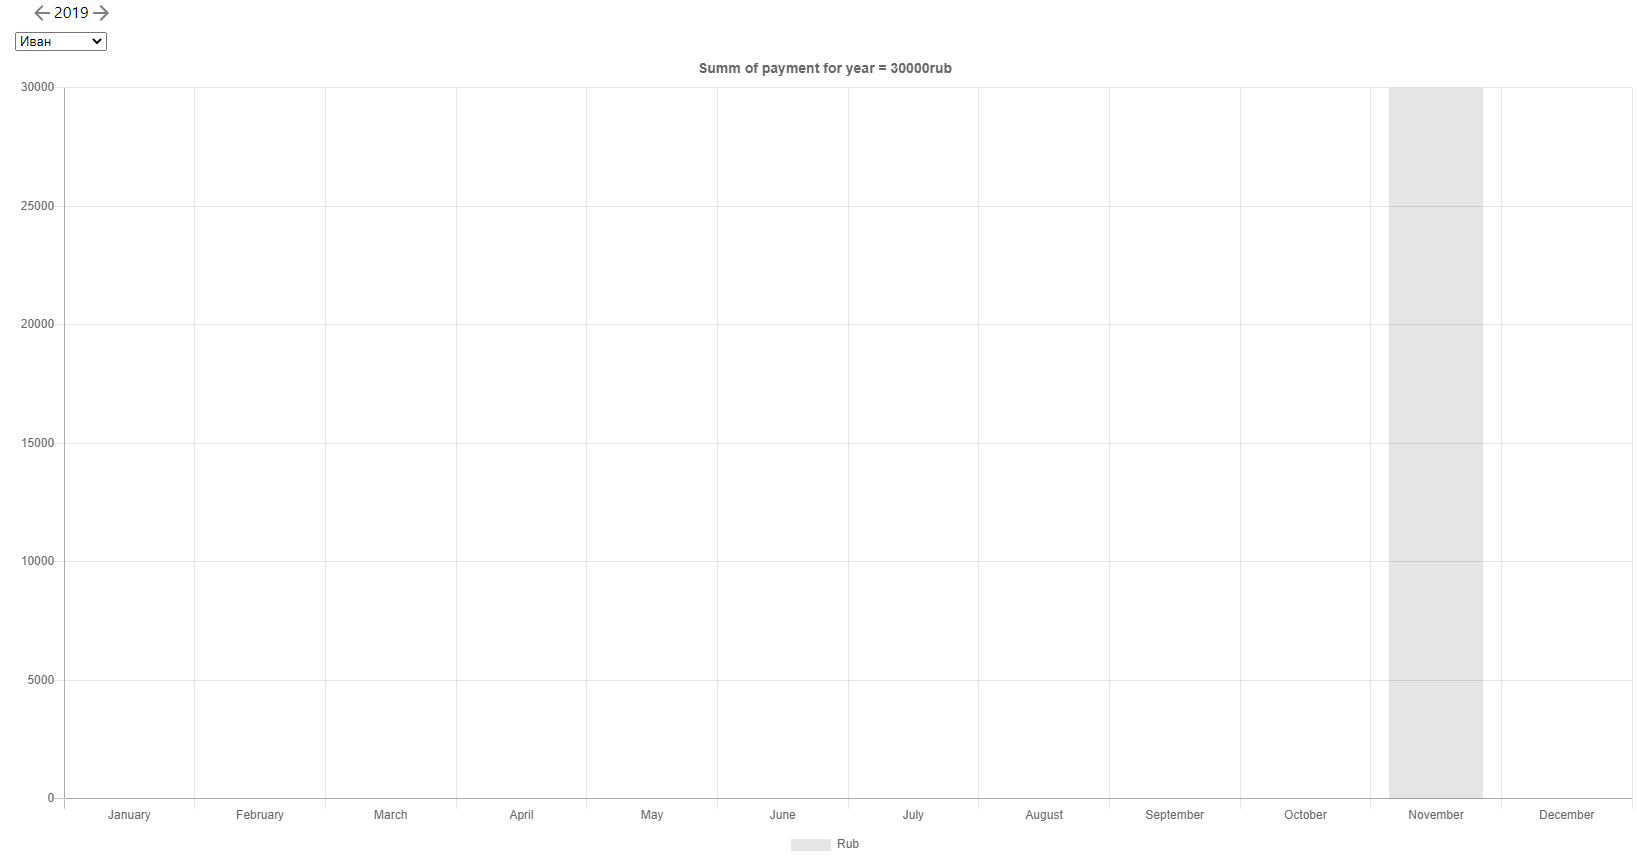 2019
Иван
Summ of payment for year = 30000rub
30000
25000
20000
15000
10000
5000
0
January February March April May June July August September October November December
Rub